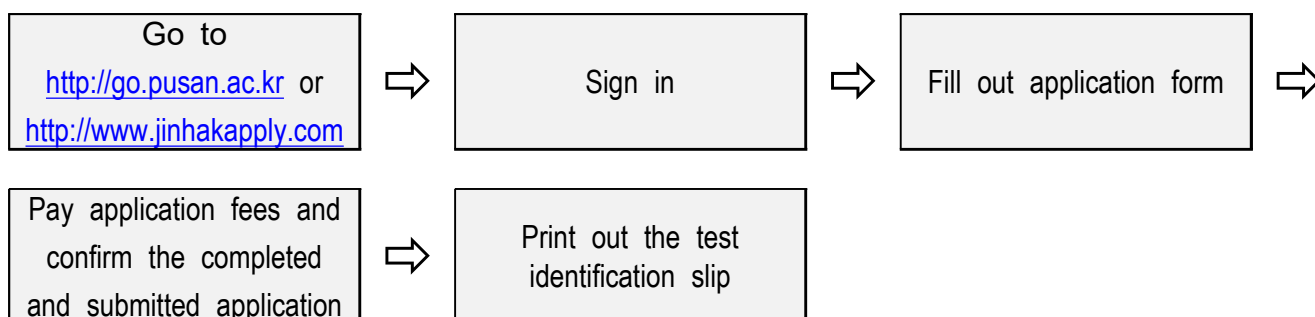 Go to
http://go.pusan.ac.kr or
http://www.jinhakapply.com
Sign in
Fill out application form
Pay application fees and
confirm the completed
and submitted application
Print out the test
identification slip